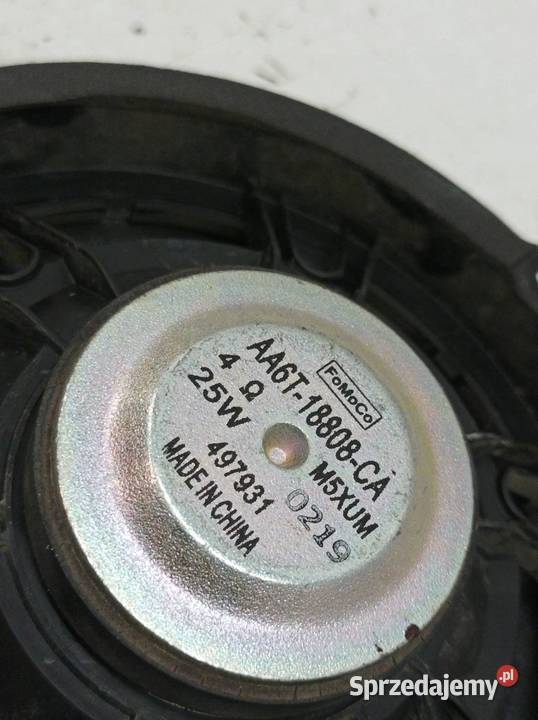 FoMoCo
AA6T-18808-CA
4 Ω M5XUM
25W
497931 0219
MADE IN CHINA
Sprzedajemy.pl